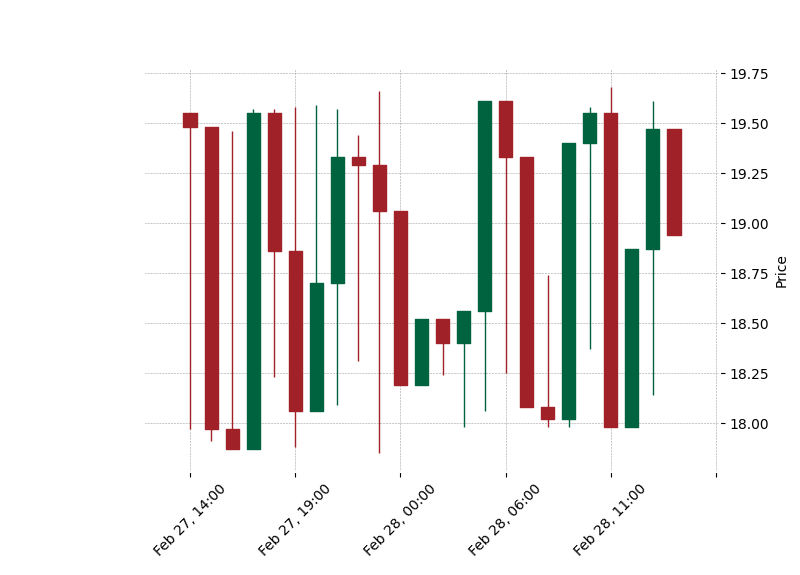 19.75
19.50
19.25
19.00
18.75
18.50
18.25
18.00
Price
Feb 27, 14:00
Feb 27, 19:00
Feb 28, 00:00
Feb 28, 06:00
Feb 28, 11:00